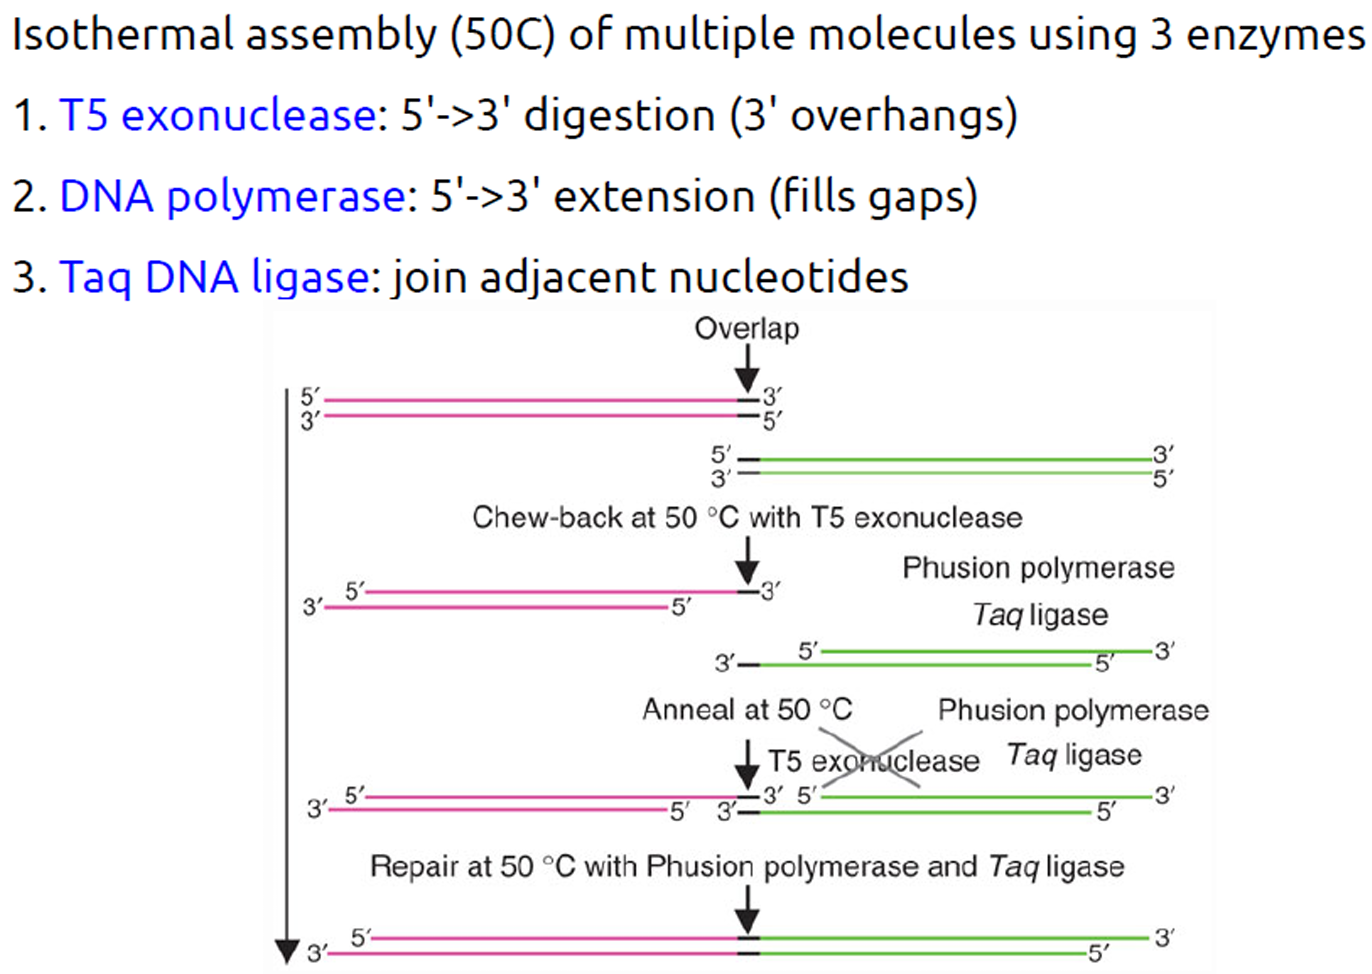 Isothermal assembly (50C) of multiple molecules using 3 enzymes
1. T5 exonuclease: 5'->3' digestion (3' overhangs)
2. DNA polymerase: 5'->3' extension (fills gaps)
3. Taq DNA ligase: join adjacent nucleotides
Overlap
5′ 3′
3′ 5′
5′ 3′
3′ 5′
Chew-back at 50 °C with T5 exonuclease
Phusion polymerase
5′ 3′
3′ 5′
Taq ligase
5′ 3′
3′ 5′
Anneal at 50 °C Phusion polymerase
T5 exonuclease Taq ligase
5′ 3′ 5′ 3′
3′ 5′ 3′ 5′
Repair at 50 °C with Phusion polymerase and Taq ligase
5′ 3′
3′ 5′